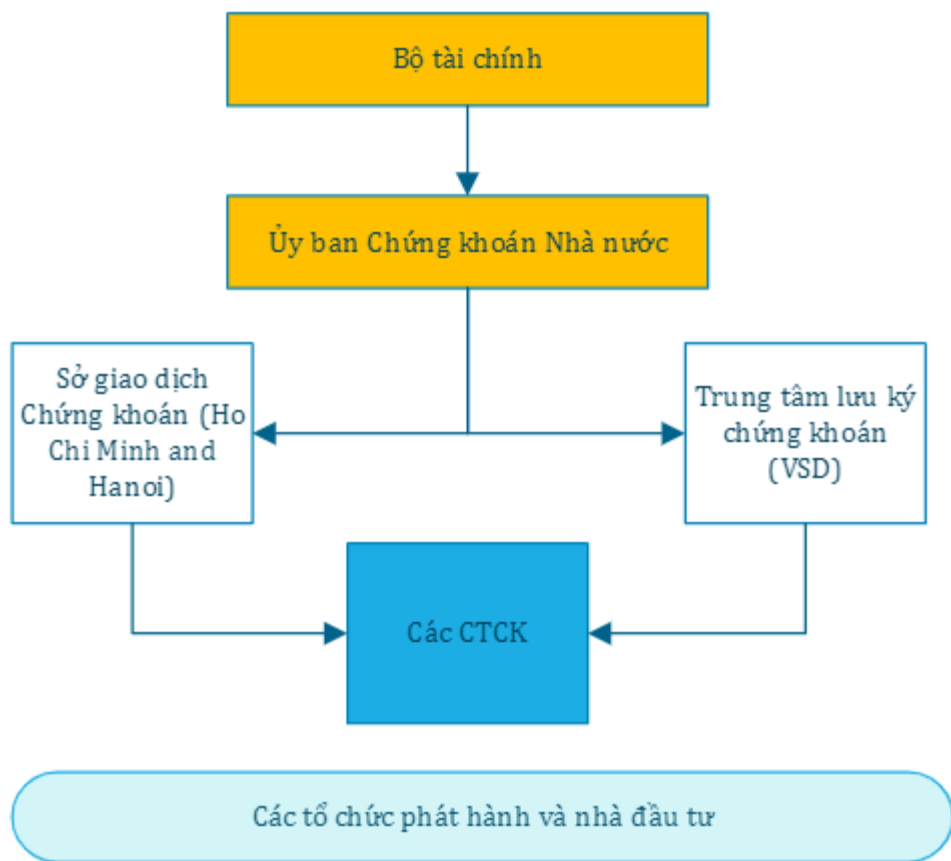 Bộ tài chính
Ủy ban Chứng khoán Nhà nước
Sở giao dịch
Chứng khoán (Ho
Chi Minh and
Hanoi)
Trung tâm lưu ký
chứng khoán
(VSD)
Các CTCK
Các tổ chức phát hành và nhà đầu tư